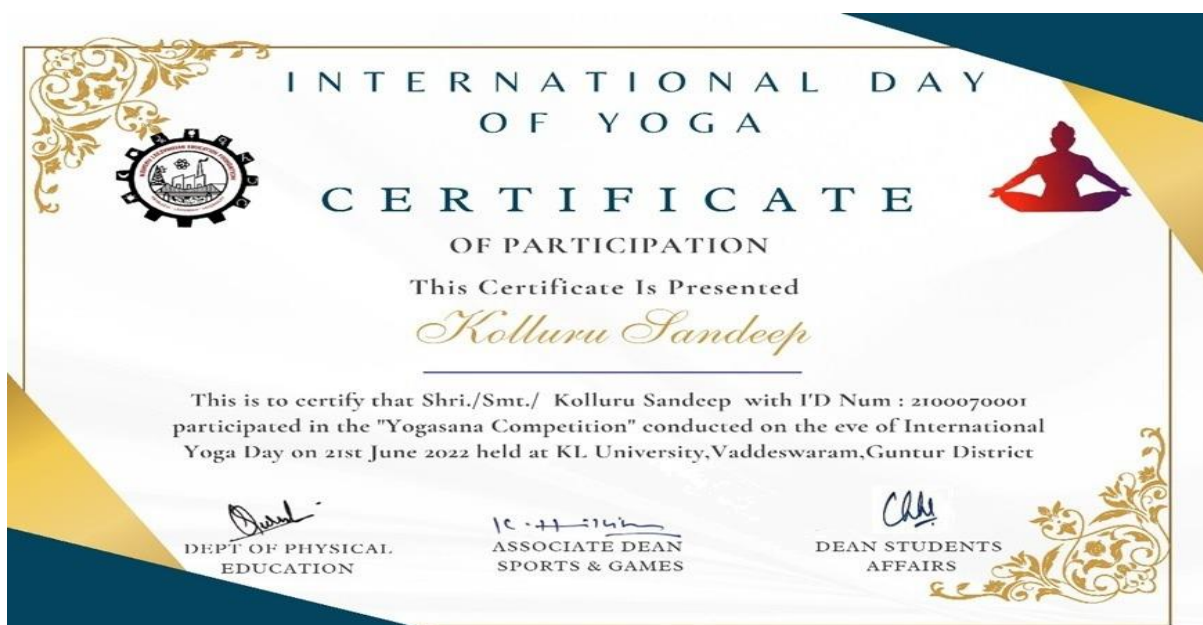 INTERNATIONAL DAY
OF YOGA
CERTIFICATE
OF PARTICIPATION
This Certificate Is Presented
Kolluru Sandeep
This is to certify that Shri./Smt./ Kolluru Sandeep with I'D Num : 2100070001
participated in the "Yogasana Competition" conducted on the eve of International
Yoga Day on 21st June 2022 held at KL University,Vaddeswaram,Guntur District
DEPT OF PHYSICAL
EDUCATION
ASSOCIATE DEAN
SPORTS & GAMES
DEAN STUDENTS
AFFAIRS